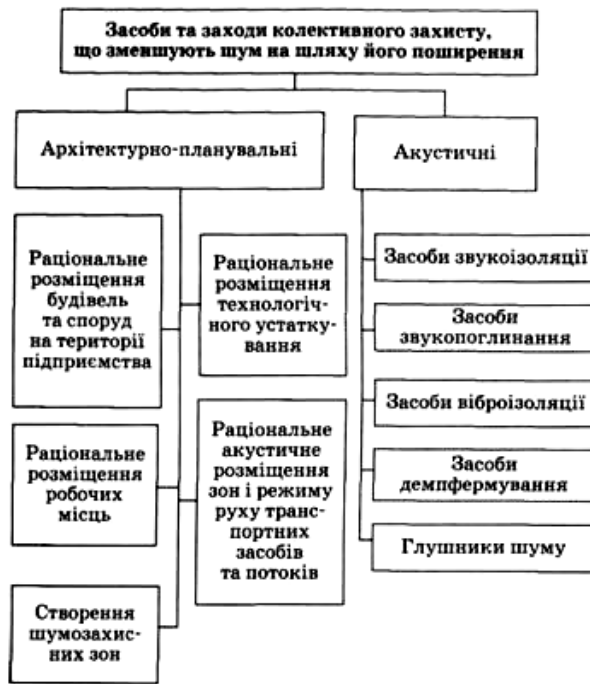 Засоби та заходи колективного захисту,
що зменшують шум на шляху його поширення
Архітектурно-планувальні
Акустичні
Раціональне
розміщення
будівель
та споруд
на території
підприємства
Раціональне
розміщення
технологіч-
ного устатку-
вання
Раціональне
розміщення
робочих
місць
Раціональне
акустичне
розміщення
зон і режиму
руху тран-
спортних
засобів
та потоків
Створення
шумозахис-
них зон
Засоби звукоізоляції
Засоби
звукопоглинання
Засоби віброізоляції
Засоби
демпфермування
Глушники шуму